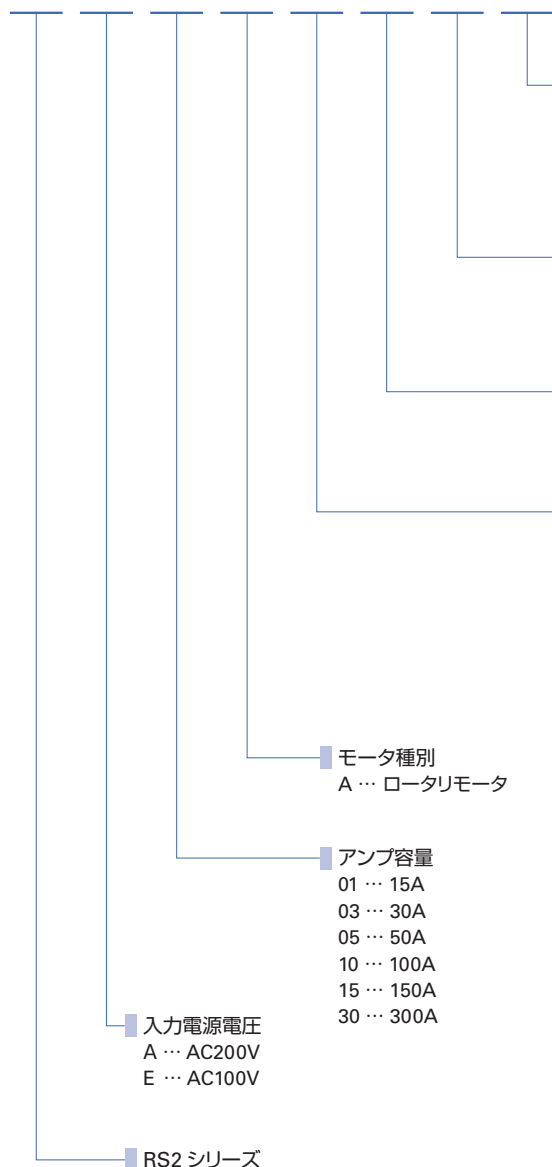 モータ種別
A … ロータリモータ
アンプ容量
01 … 15A
03 … 30A
05 … 50A
10 … 100A
15 … 150A
30 … 300A
入力電源電圧
A … AC200V
E … AC100V
RS2 シリーズ